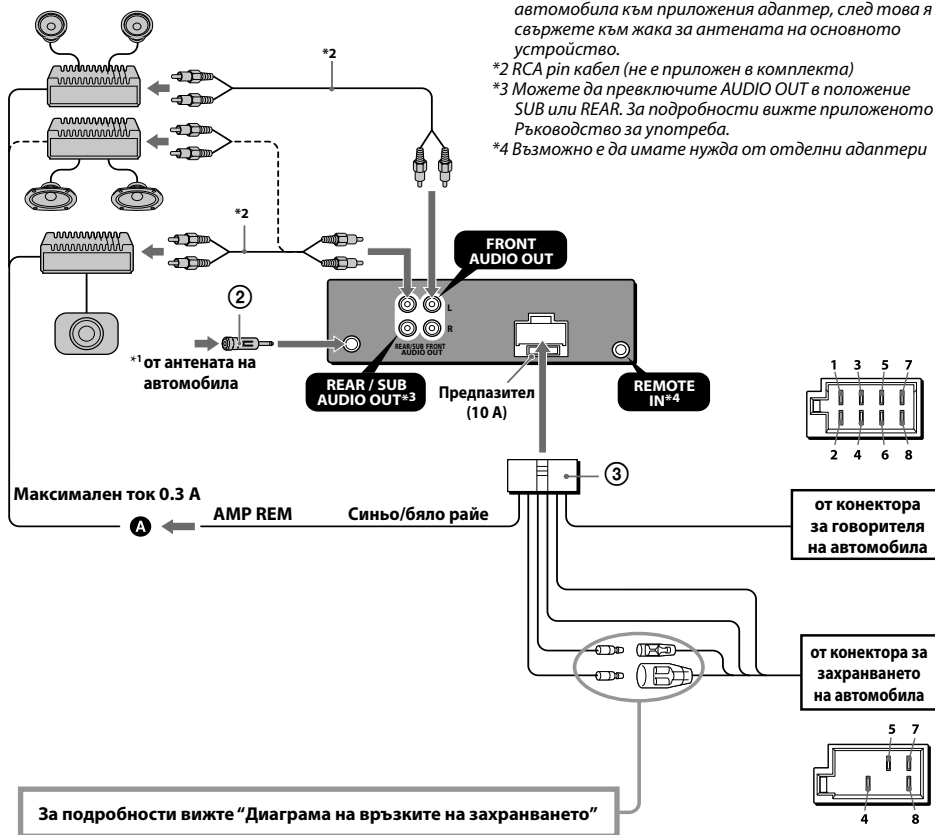 автомобила към приложения адаптер, след това я
свържете към жака за антената на основното
устройство.
*2 RCA pin кабел (не е приложен в комплекта)
*3 Можете да превключите AUDIO OUT в положение
SUB или REAR. За подробности вижте приложеното
Ръководство за употреба.
*4 Възможно е да имате нужда от отделни адаптери
*2
*2
FRONT
AUDIO OUT
2
L
R
REAR/SUB FRONT
AUDIO OUT
*1 от антената на
автомобила
REAR / SUB
AUDIO OUT*3
Предпазител
(10 A)
REMOTE
IN*4
1 3 5 7
2 4 6 8
3
Максимален ток 0.3 A
A
AMP REM
Синьо/бяло райе
от конектора
за говорителя
на автомобила
от конектора за
захранването
на автомобила
5 7
4 8
За подробности вижте “Диаграма на връзките на захранването”